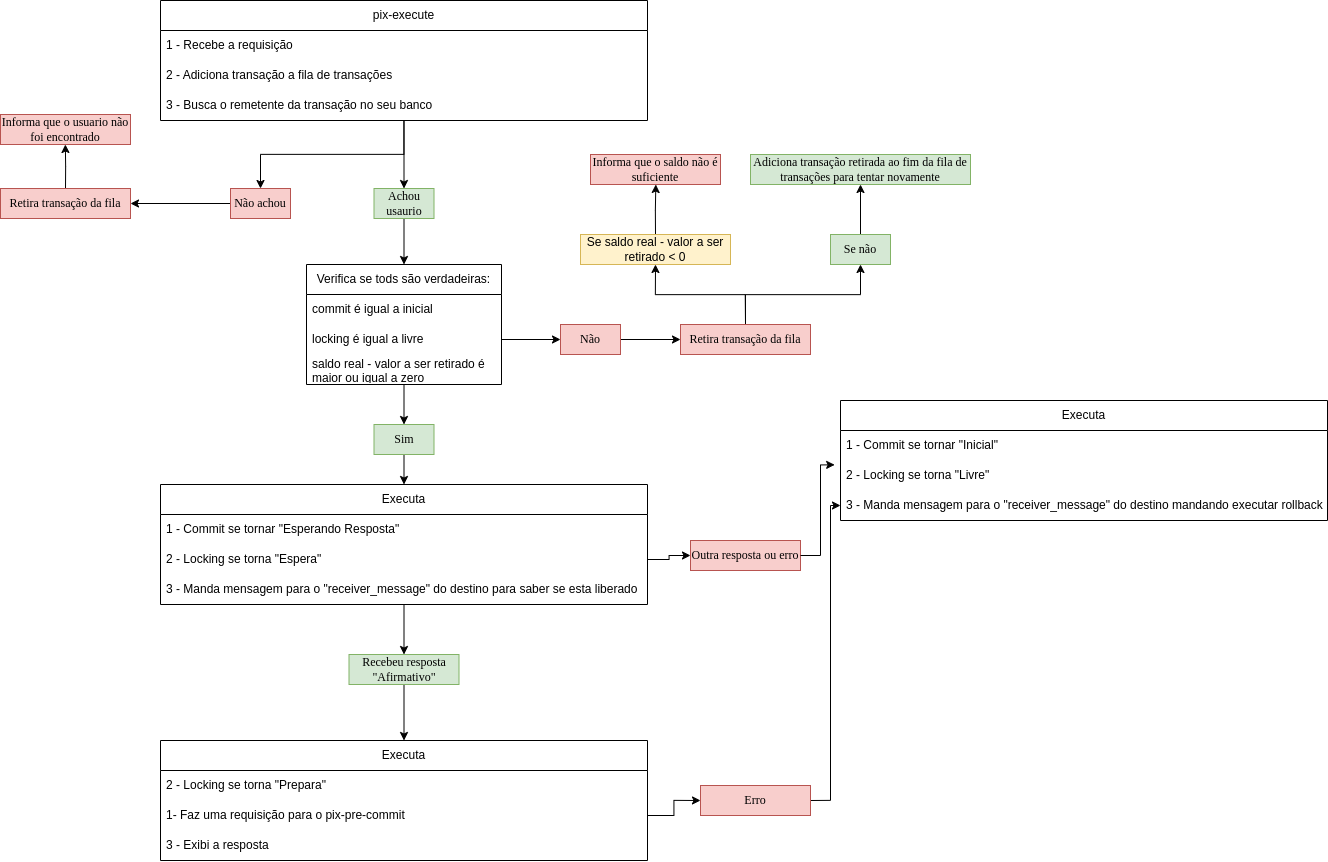 pix-execute
1 - Recebe a requisição
2 - Adiciona transação a fila de transações
3 - Busca o remetente da transação no seu banco
Informa que o usuario não
foi encontrado
Retira transação da fila
Não achou
Achou
usaurio
Informa que o saldo não é
suficiente
Adiciona transação retirada ao fim da fila de
transações para tentar novamente
Se saldo real - valor a ser
retirado < 0
Se não
Verifica se tods são verdadeiras:
commit é igual a inicial
locking é igual a livre
saldo real - valor a ser retirado é
maior ou igual a zero
Não
Retira transação da fila
Sim
Executa
1 - Commit se tornar "Esperando Resposta"
2 - Locking se torna "Espera"
3 - Manda mensagem para o "receiver_message" do destino para saber se esta liberado
Outra resposta ou erro
Executa
1 - Commit se tornar "Inicial"
2 - Locking se torna "Livre"
3 - Manda mensagem para o "receiver_message" do destino mandando executar rollback
Recebeu resposta
"Afirmativo"
Executa
2 - Locking se torna "Prepara"
1- Faz uma requisição para o pix-pre-commit
3 - Exibi a resposta
Erro